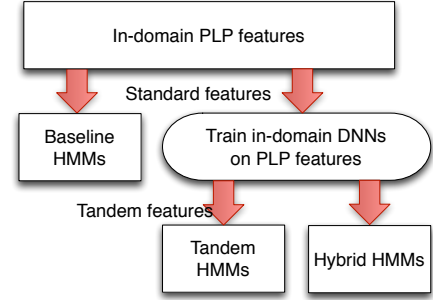 In-domain PLP features
Standard features
Baseline
HMMs
Train in-domain DNNs
on PLP features
Tandem features
Tandem
HMMs
Hybrid HMMs